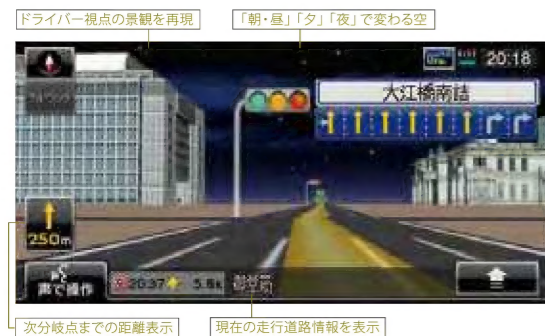 ドライバー視点の景観を再現
「朝・昼」「夕」「夜」で変わる空
20:18
大江橋南詰
250m
声で操作
20:37 5.8k
次分岐点までの距離表示
現在の走行道路情報を表示